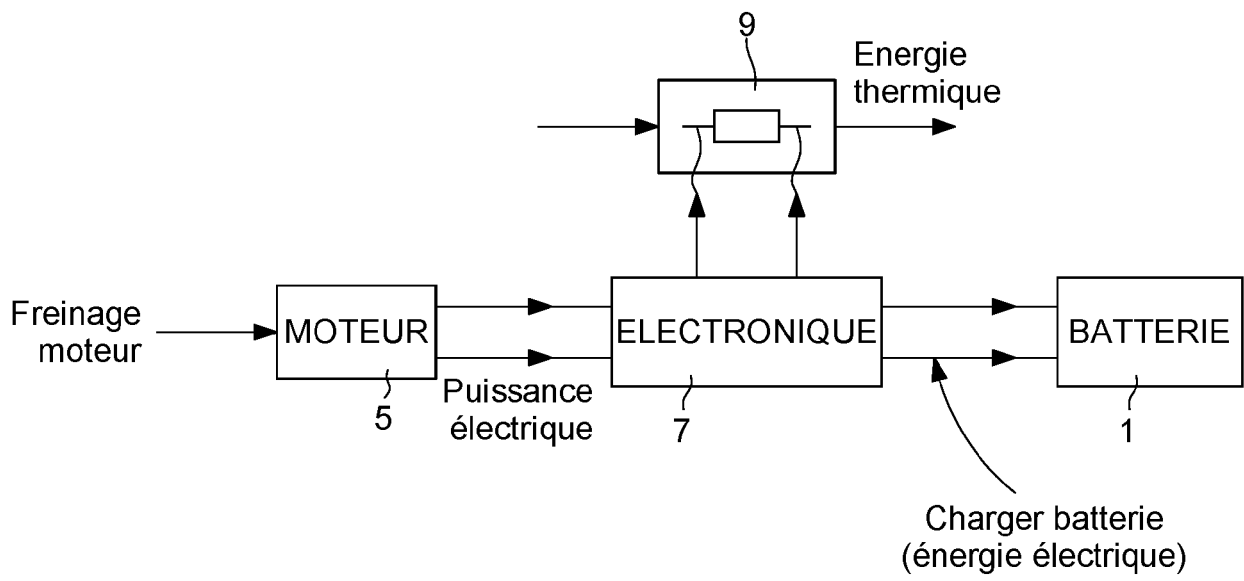 9
Energie
thermique
Freinage
moteur
MOTEUR
ELECTRONIQUE
BATTERIE
Puissance
électrique
5
7
1
Charger batterie
(énergie électrique)